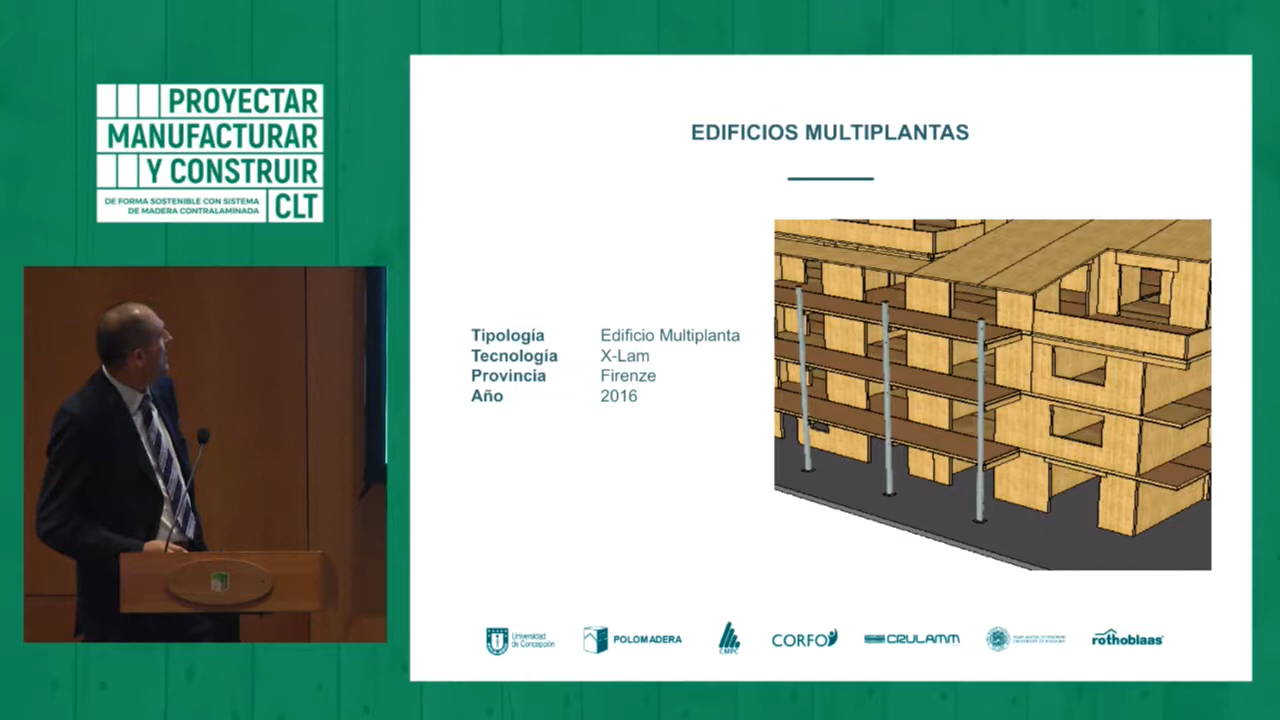 PROYECTAR
MANUFACTURAR
Y CONSTRUIR
DE FORMA SOSTENIBLE CON SISTEMA
DE MADERA CONTRALAMINADA
CLT
EDIFICIOS MULTIPLANTAS
Tipología Edificio Multiplanta
Tecnología X-Lam
Provincia Firenze
Año 2016
Universidad
de Concepción
POLOMADERA
CMPC
CORFO
CRULAMM
rothoblaas